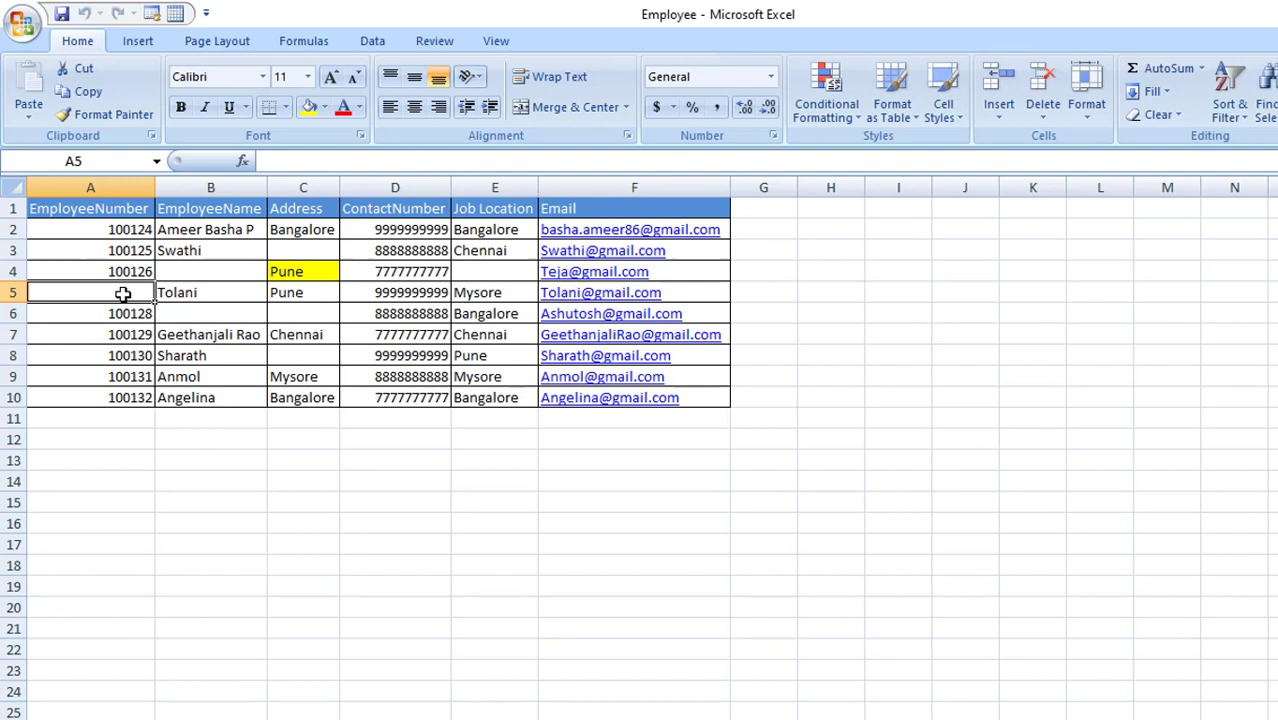 Employee - Microsoft Excel
Home Insert Page Layout Formulas Data Review View
Paste Cut Copy Format Painter Clipboard
Calibri 11 B I U A Font
Wrap Text Merge & Center Alignment
General $ % , Number
Conditional Formatting Format as Table Cell Styles Styles
Insert Delete Format Cells
Σ AutoSum Fill Clear Sort & Filter Editing
A5 fx
A B C D E F G H I J K L M N
1 EmployeeNumber EmployeeName Address ContactNumber Job Location Email
2 100124 Ameer Basha P Bangalore 9999999999 Bangalore basha.ameer86@gmail.com
3 100125 Swathi 8888888888 Chennai Swathi@gmail.com
4 100126 Pune 7777777777 Teja@gmail.com
5 Tolani Pune 9999999999 Mysore Tolani@gmail.com
6 100128 8888888888 Bangalore Ashutosh@gmail.com
7 100129 Geethanjali Rao Chennai 7777777777 Chennai GeethanjaliRao@gmail.com
8 100130 Sharath 9999999999 Pune Sharath@gmail.com
9 100131 Anmol Mysore 8888888888 Mysore Anmol@gmail.com
10 100132 Angelina Bangalore 7777777777 Bangalore Angelina@gmail.com
11
12
13
14
15
16
17
18
19
20
21
22
23
24
25